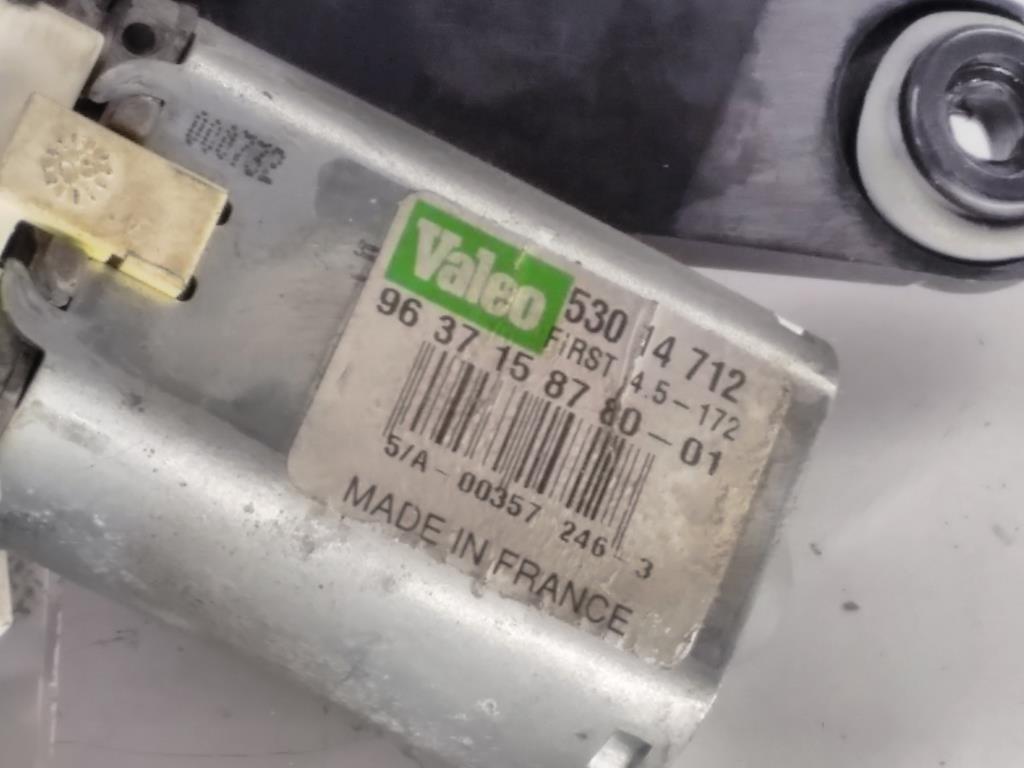 000732
Valeo
530 14 712
FiRST 4.5-172
96 37 15 87 80-01
5/A-00357 246-3
MADE IN FRANCE